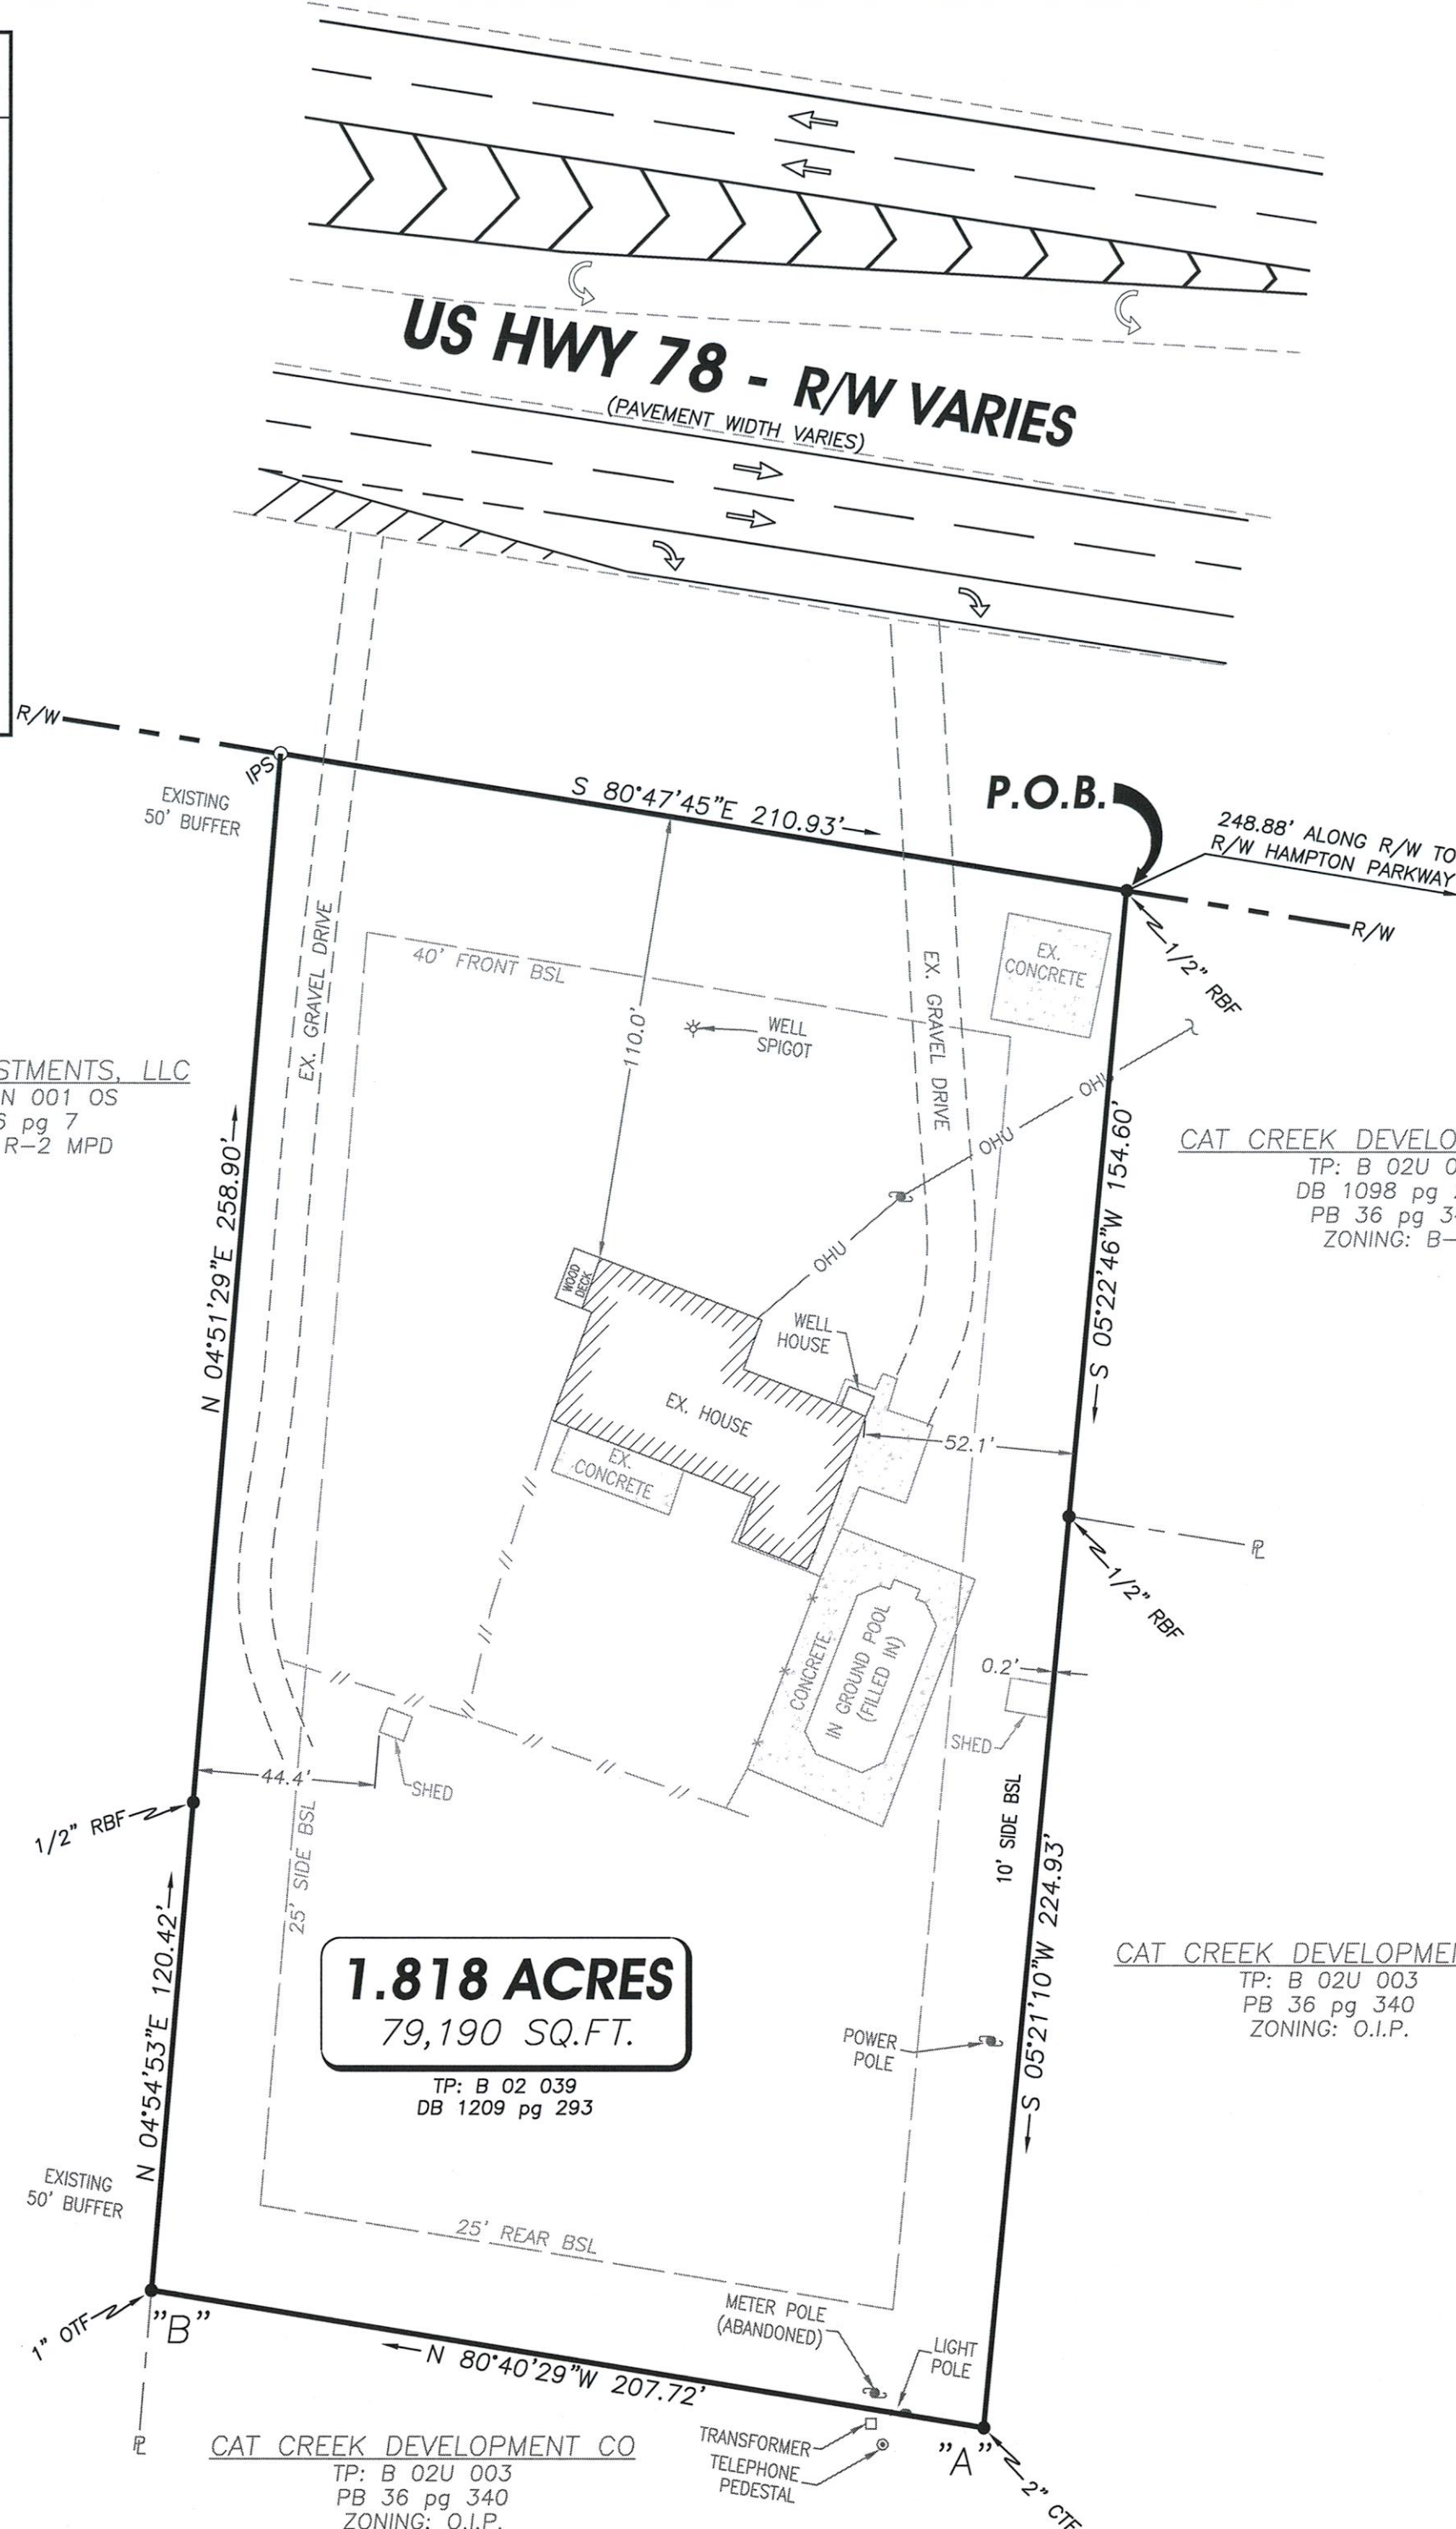 US HWY 78 - R/W VARIES
(PAVEMENT WIDTH VARIES)
R/W
IPS
EXISTING
50' BUFFER
S 80°47'45"E 210.93'
P.O.B.
248.88' ALONG R/W TO
R/W HAMPTON PARKWAY
R/W
1/2" RBF
EX.
CONCRETE
40' FRONT BSL
EX. GRAVEL DRIVE
EX. GRAVEL DRIVE
110.0'
WELL
SPIGOT
OHU
OHU
OHU
STMENTS, LLC
N 001 OS
pg 7
R-2 MPD
N 04°51'29"E 258.90'
S 05°22'46"W 154.60'
CAT CREEK DEVELO
TP: B 02U 0
DB 1098 pg
PB 36 pg 3
ZONING: B-
WOOD
DECK
WELL
HOUSE
EX. HOUSE
52.1'
EX.
CONCRETE
PL
1/2" RBF
CONCRETE
IN GROUND POOL
(FILLED IN)
0.2'
SHED
44.4'
SHED
1/2" RBF
25' SIDE BSL
10' SIDE BSL
S 05°21'10"W 224.93'
N 04°54'53"E 120.42'
1.818 ACRES
79,190 SQ.FT.
TP: B 02 039
DB 1209 pg 293
CAT CREEK DEVELOPME
TP: B 02U 003
PB 36 pg 340
ZONING: O.I.P.
POWER
POLE
EXISTING
50' BUFFER
25' REAR BSL
1" OTF
"B"
N 80°40'29"W 207.72'
METER POLE
(ABANDONED)
LIGHT
POLE
TRANSFORMER
TELEPHONE
PEDESTAL
"A"
2" CTF
PL
CAT CREEK DEVELOPMENT CO
TP: B 02U 003
PB 36 pg 340
ZONING: O.I.P.